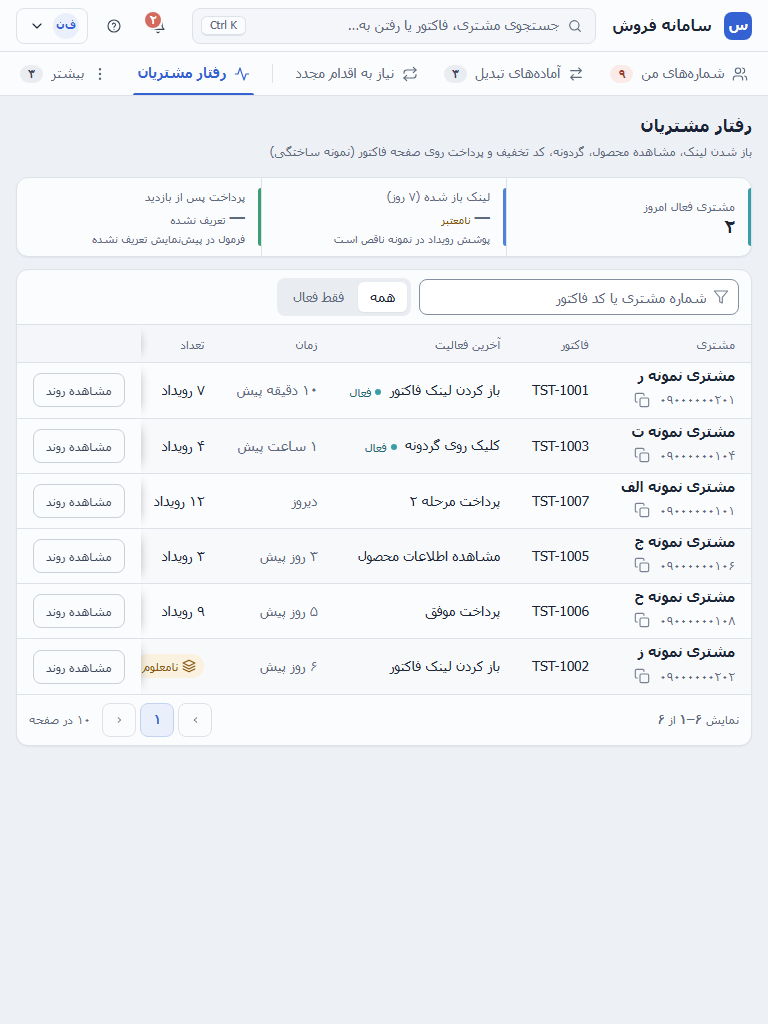 س سامانه فروش
جستجوی مشتری، فاکتور یا رفتن به... Ctrl K
۲
ف‌ن
شماره‌های من ۹
آماده‌های تبدیل ۳
نیاز به اقدام مجدد
رفتار مشتریان
بیشتر ۳
رفتار مشتریان
باز شدن لینک، مشاهده محصول، گردونه، کد تخفیف و پرداخت روی صفحه فاکتور (نمونه ساختگی)
مشتری فعال امروز
۲
لینک باز شده (۷ روز)
— نامعتبر
پوشش رویداد در نمونه ناقص است
پرداخت پس از بازدید
— تعریف نشده
فرمول در پیش‌نمایش تعریف نشده
شماره مشتری یا کد فاکتور
همه فقط فعال
مشتری فاکتور آخرین فعالیت زمان تعداد
مشتری نمونه ر
۰۹۰۰۰۰۰۰۲۰۱
TST-1001 باز کردن لینک فاکتور فعال ۱۰ دقیقه پیش ۷ رویداد مشاهده روند
مشتری نمونه ت
۰۹۰۰۰۰۰۰۱۰۴
TST-1003 کلیک روی گردونه فعال ۱ ساعت پیش ۴ رویداد مشاهده روند
مشتری نمونه الف
۰۹۰۰۰۰۰۰۱۰۱
TST-1007 پرداخت مرحله ۲ دیروز ۱۲ رویداد مشاهده روند
مشتری نمونه ج
۰۹۰۰۰۰۰۰۱۰۶
TST-1005 مشاهده اطلاعات محصول ۳ روز پیش ۳ رویداد مشاهده روند
مشتری نمونه ح
۰۹۰۰۰۰۰۰۱۰۸
TST-1006 پرداخت موفق ۵ روز پیش ۹ رویداد مشاهده روند
مشتری نمونه ز
۰۹۰۰۰۰۰۰۲۰۲
TST-1002 باز کردن لینک فاکتور ۶ روز پیش نامعلوم مشاهده روند
نمایش ۱–۶ از ۶
‹ ۱ › ۱۰ در صفحه